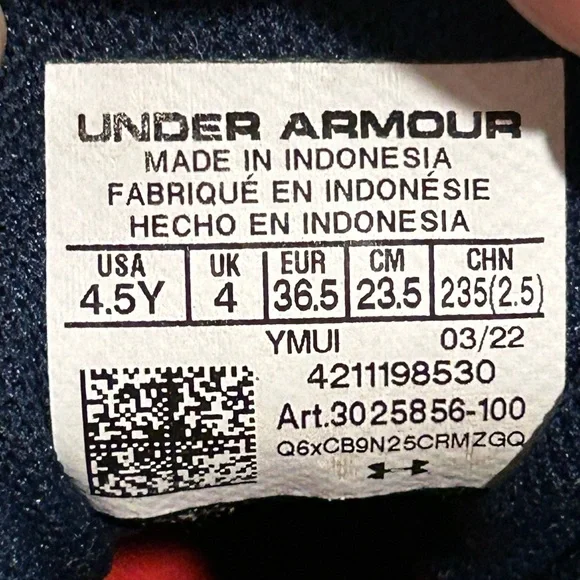 UNDER ARMOUR
MADE IN INDONESIA
FABRIQUÉ EN INDONÉSIE
HECHO EN INDONESIA
USA UK EUR CM CHN
4.5Y 4 36.5 23.5 235(2.5)
YMUI 03/22
4211198530
Art.3025856-100
Q6xCB9N25CRMZGQ